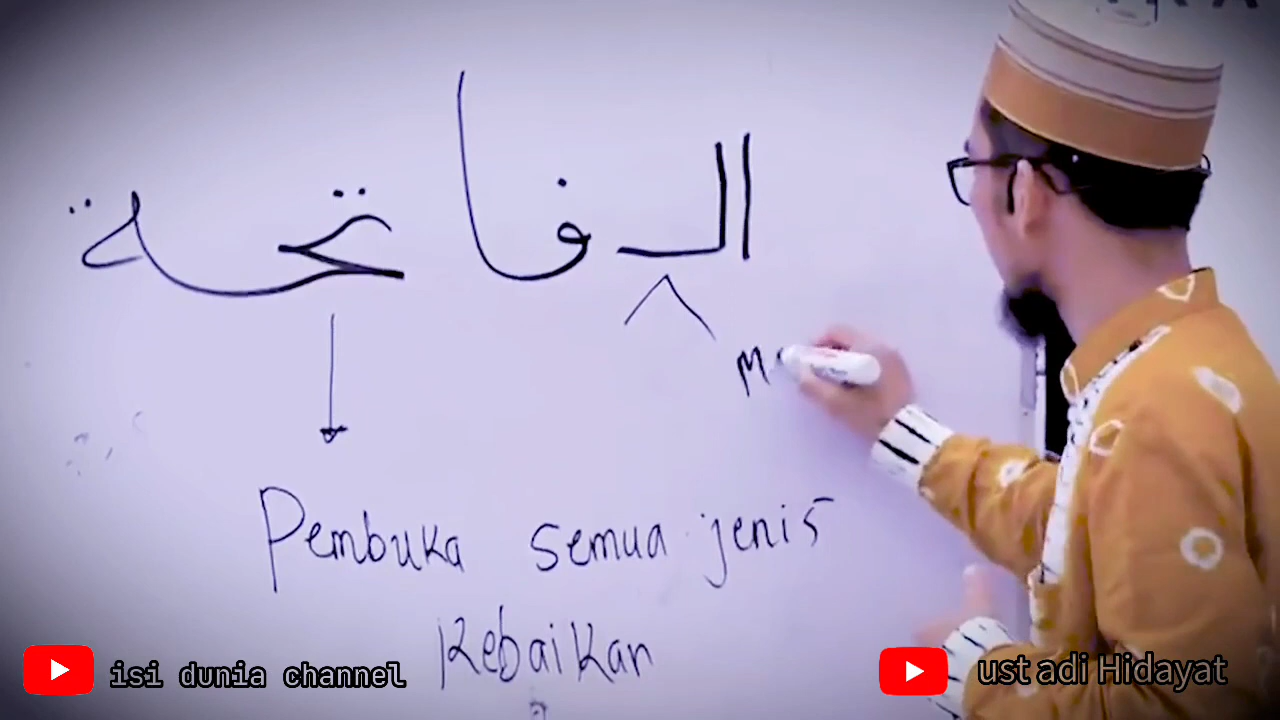 الفاتحة
M
Pembuka semua jenis
Kebaikan
isi dunia channel
ust adi Hidayat